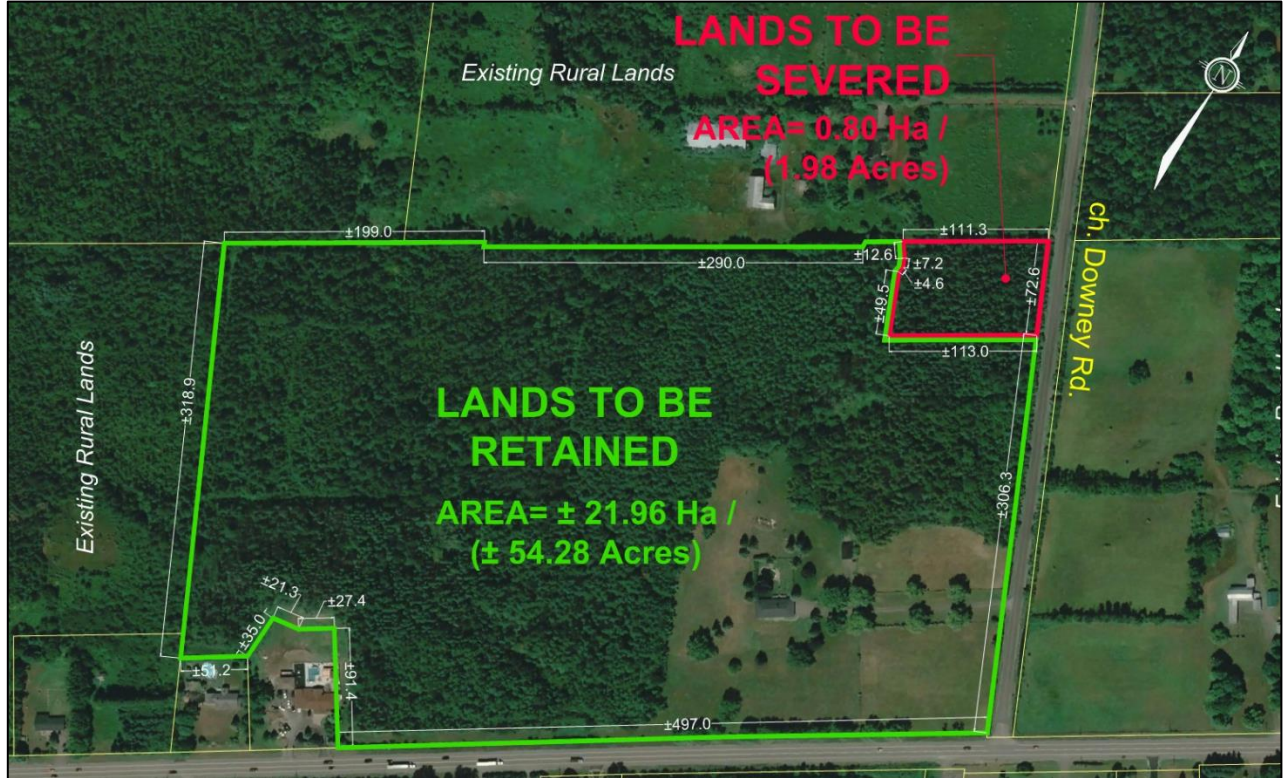 LANDS TO BE
SEVERED
AREA= 0.80 Ha /
(1.98 Acres)
Existing Rural Lands
N
ch. Downey Rd.
±199.0
±290.0
±12.6
±111.3
±7.2
±4.6
±49.5
±72.6
±113.0
±318.9
Existing Rural Lands
LANDS TO BE
RETAINED
AREA= ± 21.96 Ha /
(± 54.28 Acres)
±306.3
±21.3
±27.4
±35.0
±51.2
±91.4
±497.0